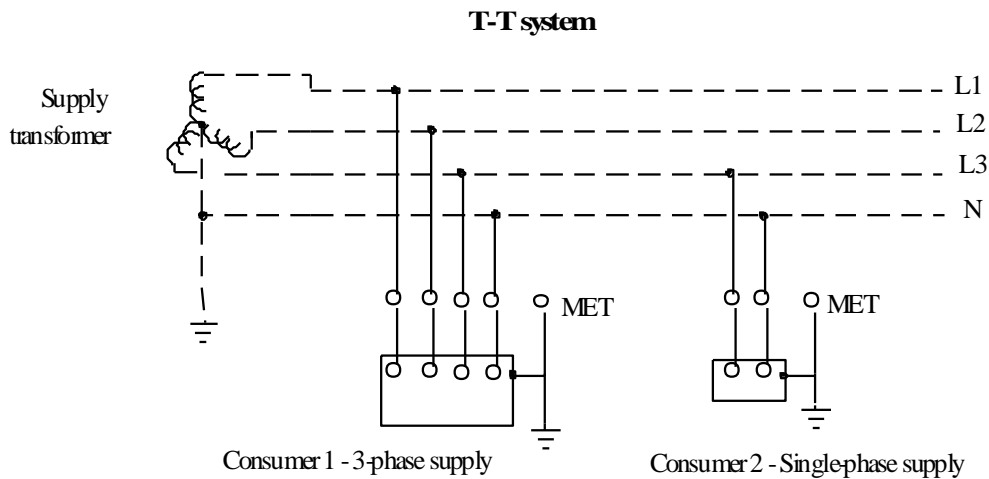 T-T system
Supply
transformer
L1
L2
L3
N
MET
MET
Consumer 1 - 3-phase supply
Consumer 2 - Single-phase supply